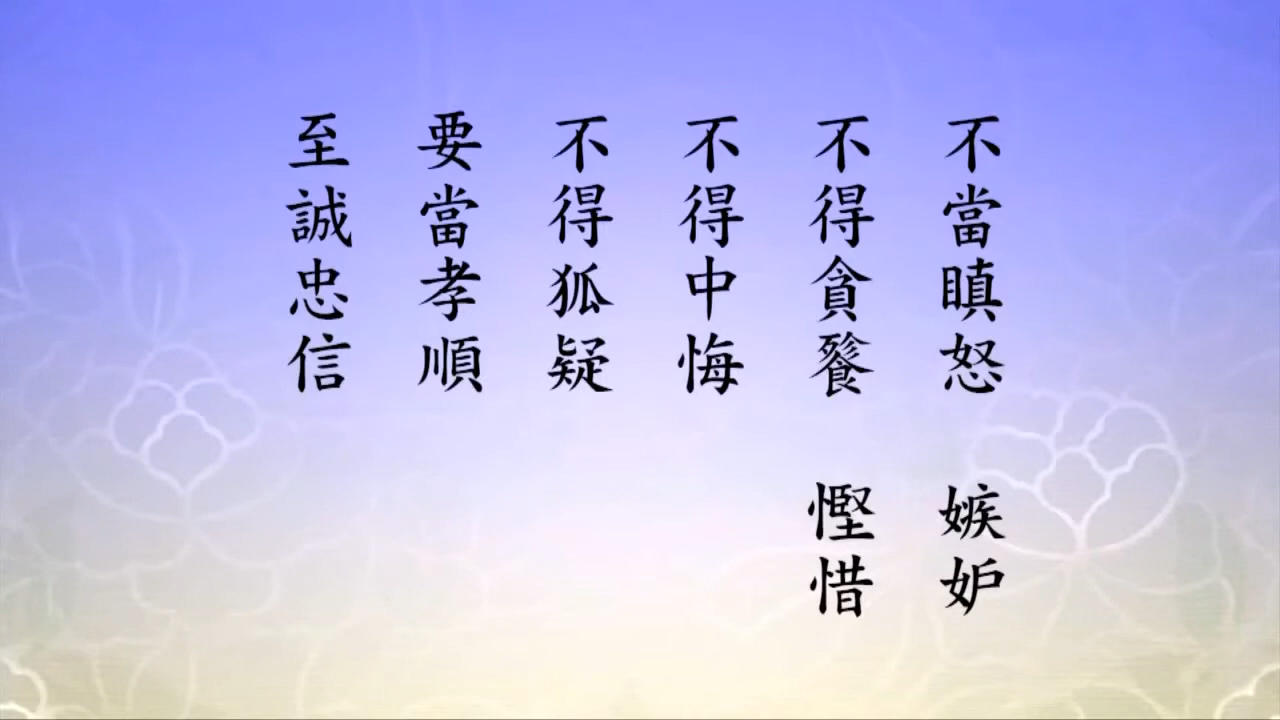 不當瞋怒 嫉妒
不得貪餮 慳惜
不得中悔
不得狐疑
要當孝順
至誠忠信